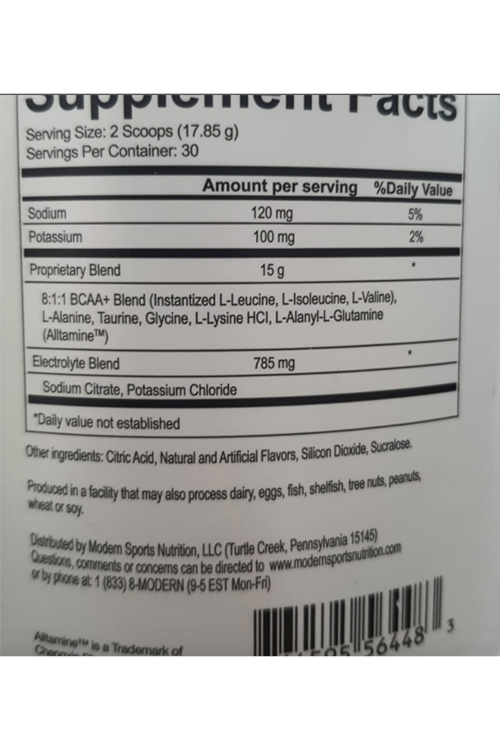 Supplement Facts
Serving Size: 2 Scoops (17.85 g)
Servings Per Container: 30
Amount per serving %Daily Value
Sodium 120 mg 5%
Potassium 100 mg 2%
Proprietary Blend 15 g *
8:1:1 BCAA+ Blend (Instantized L-Leucine, L-Isoleucine, L-Valine),
L-Alanine, Taurine, Glycine, L-Lysine HCl, L-Alanyl-L-Glutamine
(Alltamine™)
Electrolyte Blend 785 mg *
Sodium Citrate, Potassium Chloride
*Daily value not established
Other ingredients: Citric Acid, Natural and Artificial Flavors, Silicon Dioxide, Sucralose.
Produced in a facility that may also process dairy, eggs, fish, shelfish, tree nuts, peanuts,
wheat or soy.
Distributed by Modern Sports Nutrition, LLC (Turtle Creek, Pennsylvania 15145)
Questions, comments or concerns can be directed to www.modernsportsnutrition.com
or by phone at: 1 (833) 8-MODERN (9-5 EST Mon-Fri)
56448 3
Alltamine™ is a Trademark of